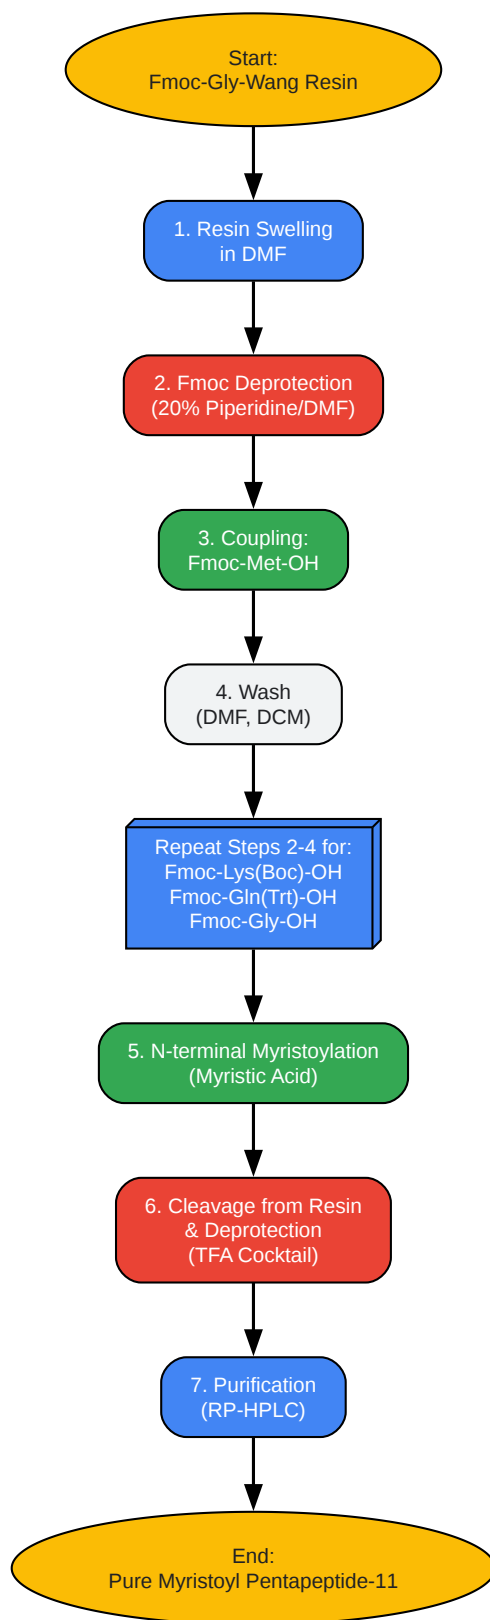 Start:
Fmoc-Gly-Wang Resin
1. Resin Swelling
in DMF
2. Fmoc Deprotection
(20% Piperidine/DMF)
3. Coupling:
Fmoc-Met-OH
4. Wash
(DMF, DCM)
Repeat Steps 2-4 for:
Fmoc-Lys(Boc)-OH
Fmoc-Gln(Trt)-OH
Fmoc-Gly-OH
5. N-terminal Myristoylation
(Myristic Acid)
6. Cleavage from Resin
& Deprotection
(TFA Cocktail)
7. Purification
(RP-HPLC)
End:
Pure Myristoyl Pentapeptide-11